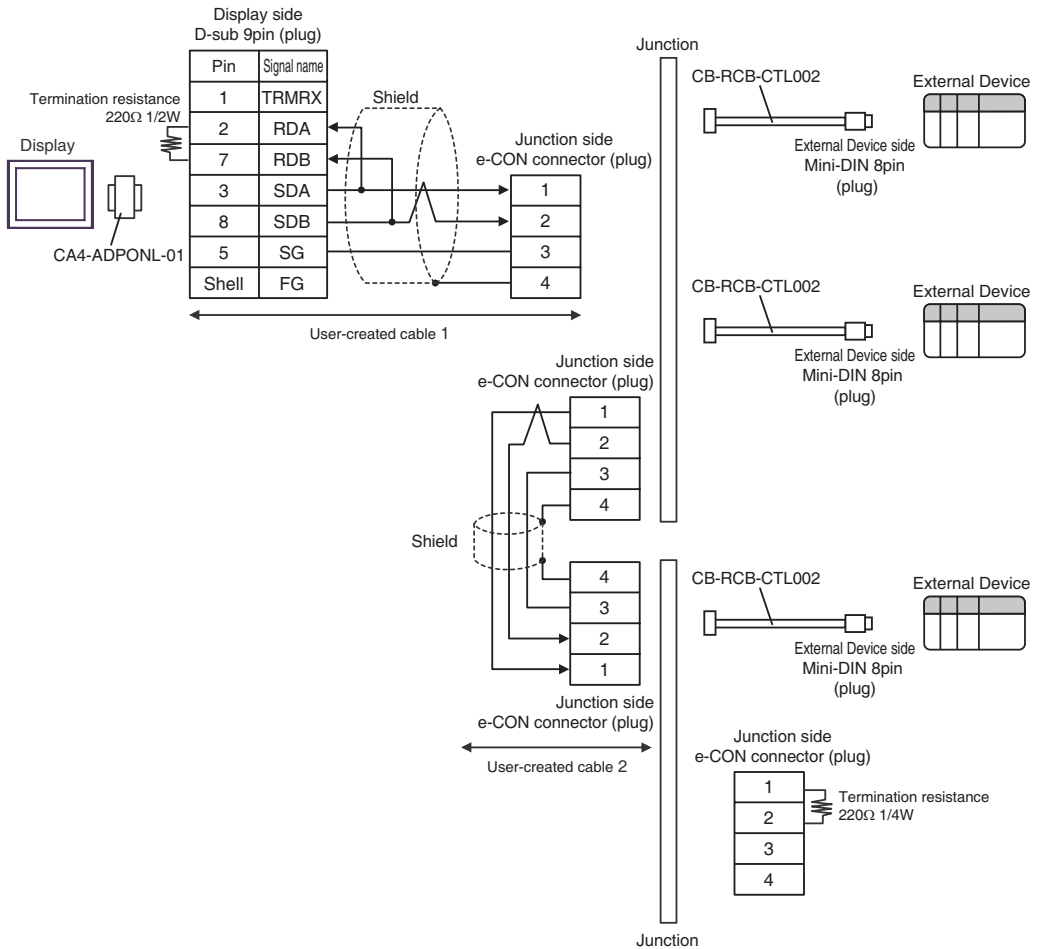 Display side
D-sub 9pin (plug)
Pin Signal name
1 TRMRX
2 RDA
7 RDB
3 SDA
8 SDB
5 SG
Shell FG
Termination resistance
220Ω 1/2W
Display
CA4-ADPONL-01
Shield
Junction side
e-CON connector (plug)
1
2
3
4
User-created cable 1
Junction
CB-RCB-CTL002
External Device
External Device side
Mini-DIN 8pin
(plug)
CB-RCB-CTL002
External Device
External Device side
Mini-DIN 8pin
(plug)
Junction side
e-CON connector (plug)
1
2
3
4
Shield
4
3
2
1
Junction side
e-CON connector (plug)
User-created cable 2
CB-RCB-CTL002
External Device
External Device side
Mini-DIN 8pin
(plug)
Junction side
e-CON connector (plug)
1
2
3
4
Termination resistance
220Ω 1/4W
Junction